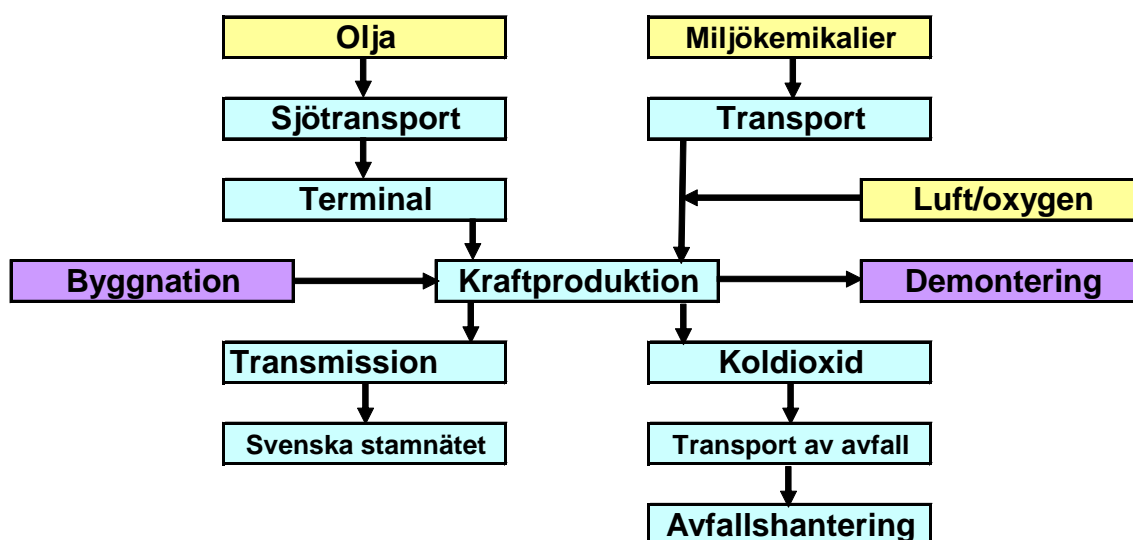 Olja
Miljökemikalier
Sjötransport
Transport
Terminal
Luft/oxygen
Byggnation
Kraftproduktion
Demontering
Transmission
Koldioxid
Svenska stamnätet
Transport av avfall
Avfallshantering